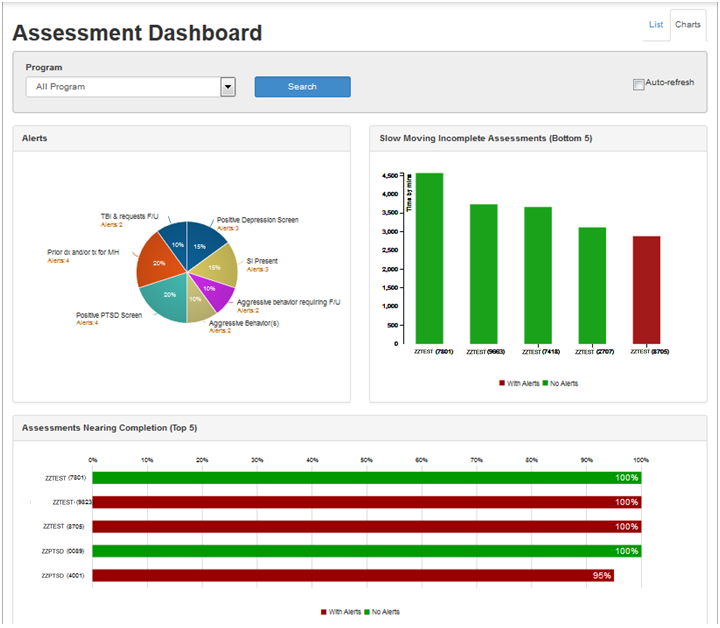 Assessment Dashboard
List
Charts
Program
All Program
Search
Auto-refresh
Alerts
TBI & requests F/U
Alerts:2
Positive Depression Screen
Alerts:3
Prior dx and/or tx for MH
Alerts:4
SI Present
Alerts:3
Positive PTSD Screen
Alerts:4
Aggressive behavior requiring F/U
Alerts:2
Aggressive Behavior(s)
Alerts:2
10%
15%
20%
15%
20%
10%
10%
Slow Moving Incomplete Assessments (Bottom 5)
Time by mins
4,500
4,000
3,500
3,000
2,500
2,000
1,500
1,000
500
0
ZZTEST (7801)
ZZTEST (9663)
ZZTEST (7418)
ZZTEST (2707)
ZZTEST (8705)
With Alerts
No Alerts
Assessments Nearing Completion (Top 5)
0% 10% 20% 30% 40% 50% 60% 70% 80% 90% 100%
ZZTEST (7801) 100%
ZZTEST (9823 100%
ZZTEST (8705) 100%
ZZPTSD (0089) 100%
ZZPTSD (4001) 95%
With Alerts No Alerts